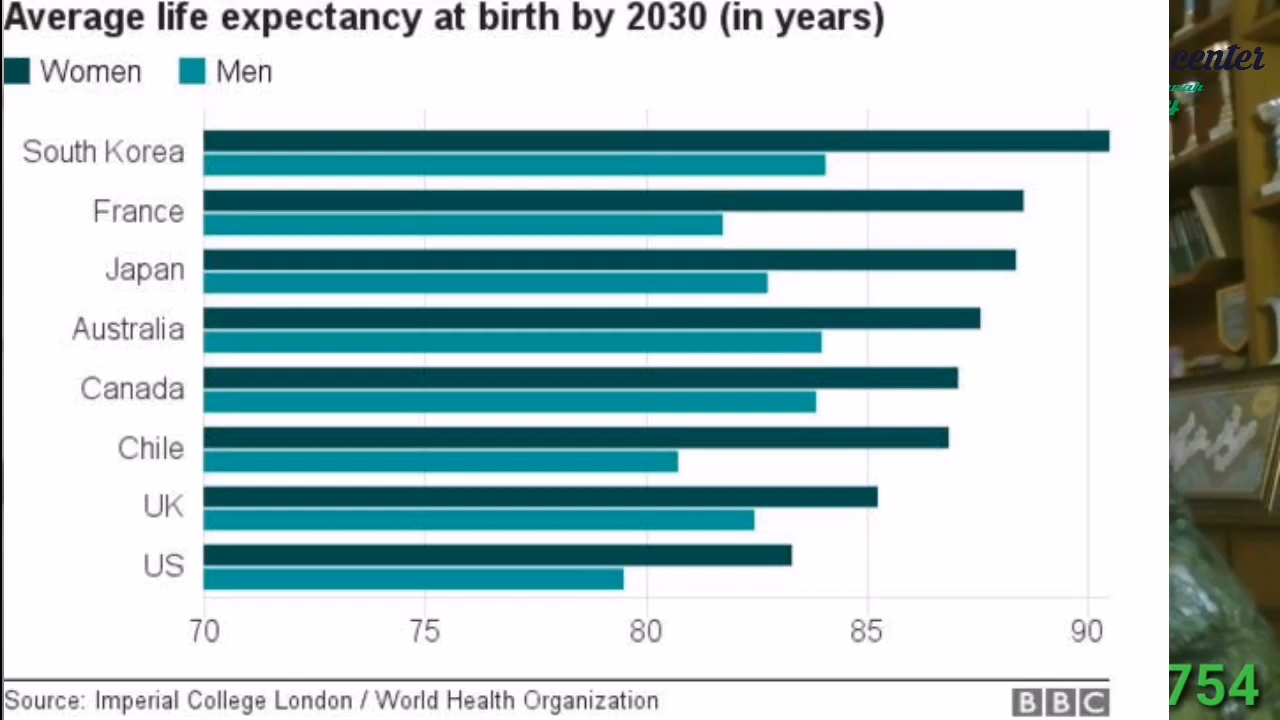 Average life expectancy at birth by 2030 (in years)
Women Men
South Korea
France
Japan
Australia
Canada
Chile
UK
US
70 75 80 85 90
Source: Imperial College London / World Health Organization
BBC
center
754